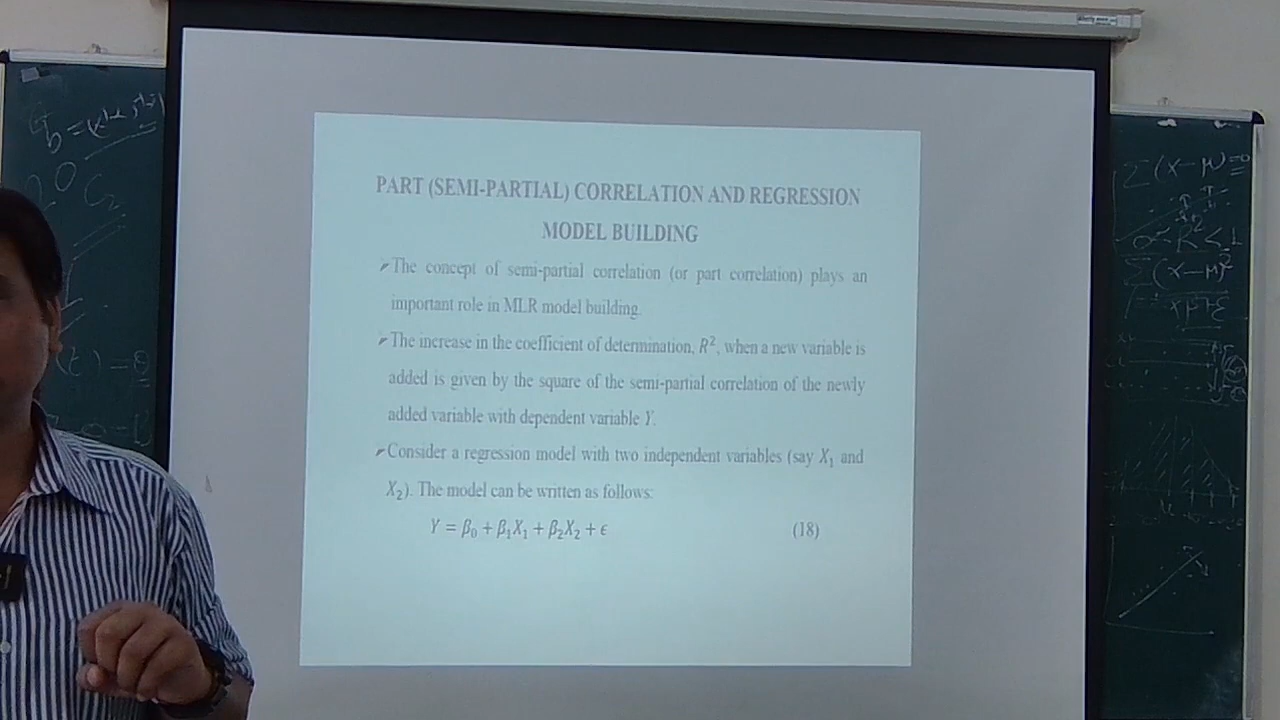 PART (SEMI-PARTIAL) CORRELATION AND REGRESSION
MODEL BUILDING
The concept of semi-partial correlation (or part correlation) plays an
important role in MLR model building.
The increase in the coefficient of determination, R², when a new variable is
added is given by the square of the semi-partial correlation of the newly
added variable with dependent variable Y.
Consider a regression model with two independent variables (say X₁ and
X₂). The model can be written as follows:
Y = β₀ + β₁X₁ + β₂X₂ + ϵ (18)
Σ(x-μ)=0